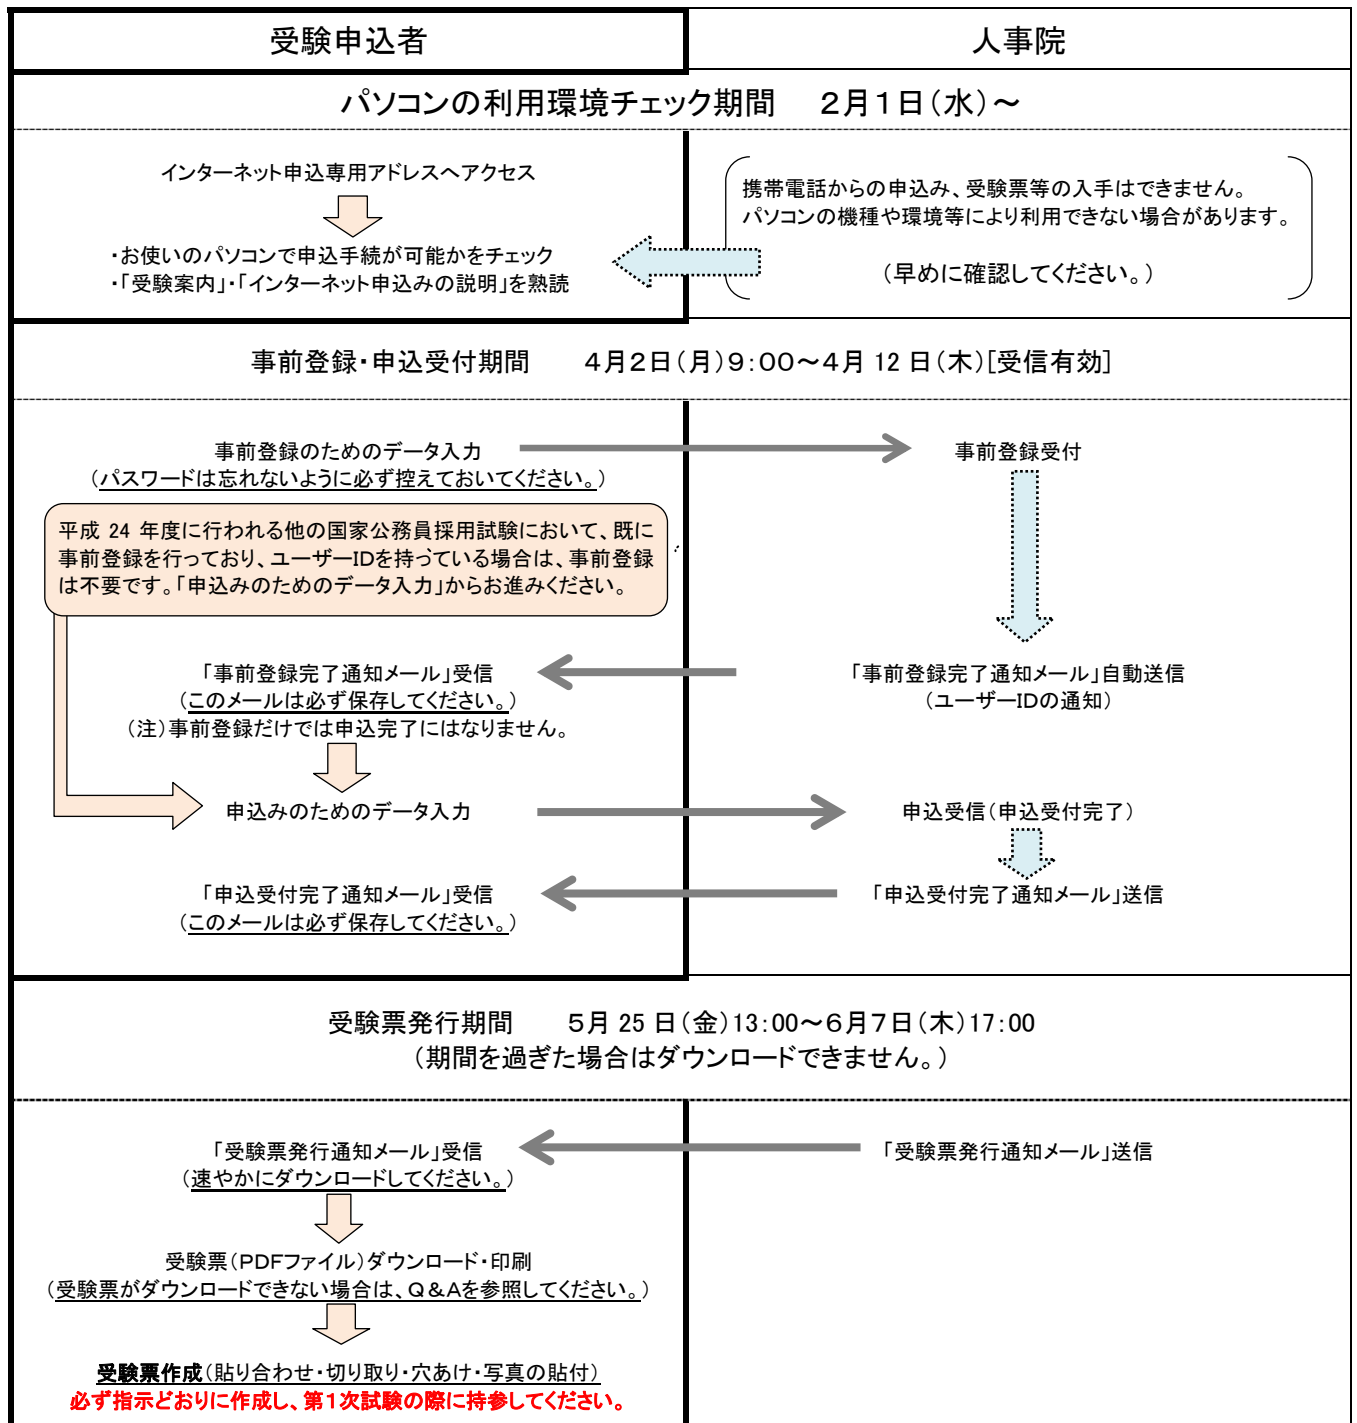 受験申込者
人事院
パソコンの利用環境チェック期間　２月１日（水）～
インターネット申込専用アドレスへアクセス
・お使いのパソコンで申込手続が可能かをチェック
・「受験案内」・「インターネット申込みの説明」を熟読
携帯電話からの申込み、受験票等の入手はできません。
パソコンの機種や環境等により利用できない場合があります。
（早めに確認してください。）
事前登録・申込受付期間　４月２日（月）９：００～４月 12 日（木）[受信有効]
事前登録のためのデータ入力
（パスワードは忘れないように必ず控えておいてください。）
事前登録受付
平成 24 年度に行われる他の国家公務員採用試験において、既に
事前登録を行っており、ユーザーIDを持っている場合は、事前登録
は不要です。「申込みのためのデータ入力」からお進みください。
「事前登録完了通知メール」受信
（このメールは必ず保存してください。）
（注）事前登録だけでは申込完了にはなりません。
「事前登録完了通知メール」自動送信
（ユーザーIDの通知）
申込みのためのデータ入力
申込受信（申込受付完了）
「申込受付完了通知メール」受信
（このメールは必ず保存してください。）
「申込受付完了通知メール」送信
受験票発行期間　５月 25 日（金）13：00～６月７日（木）17：00
（期間を過ぎた場合はダウンロードできません。）
「受験票発行通知メール」受信
（速やかにダウンロードしてください。）
「受験票発行通知メール」送信
受験票（PDFファイル）ダウンロード・印刷
（受験票がダウンロードできない場合は、Q＆Aを参照してください。）
受験票作成（貼り合わせ・切り取り・穴あけ・写真の貼付）
必ず指示どおりに作成し、第１次試験の際に持参してください。